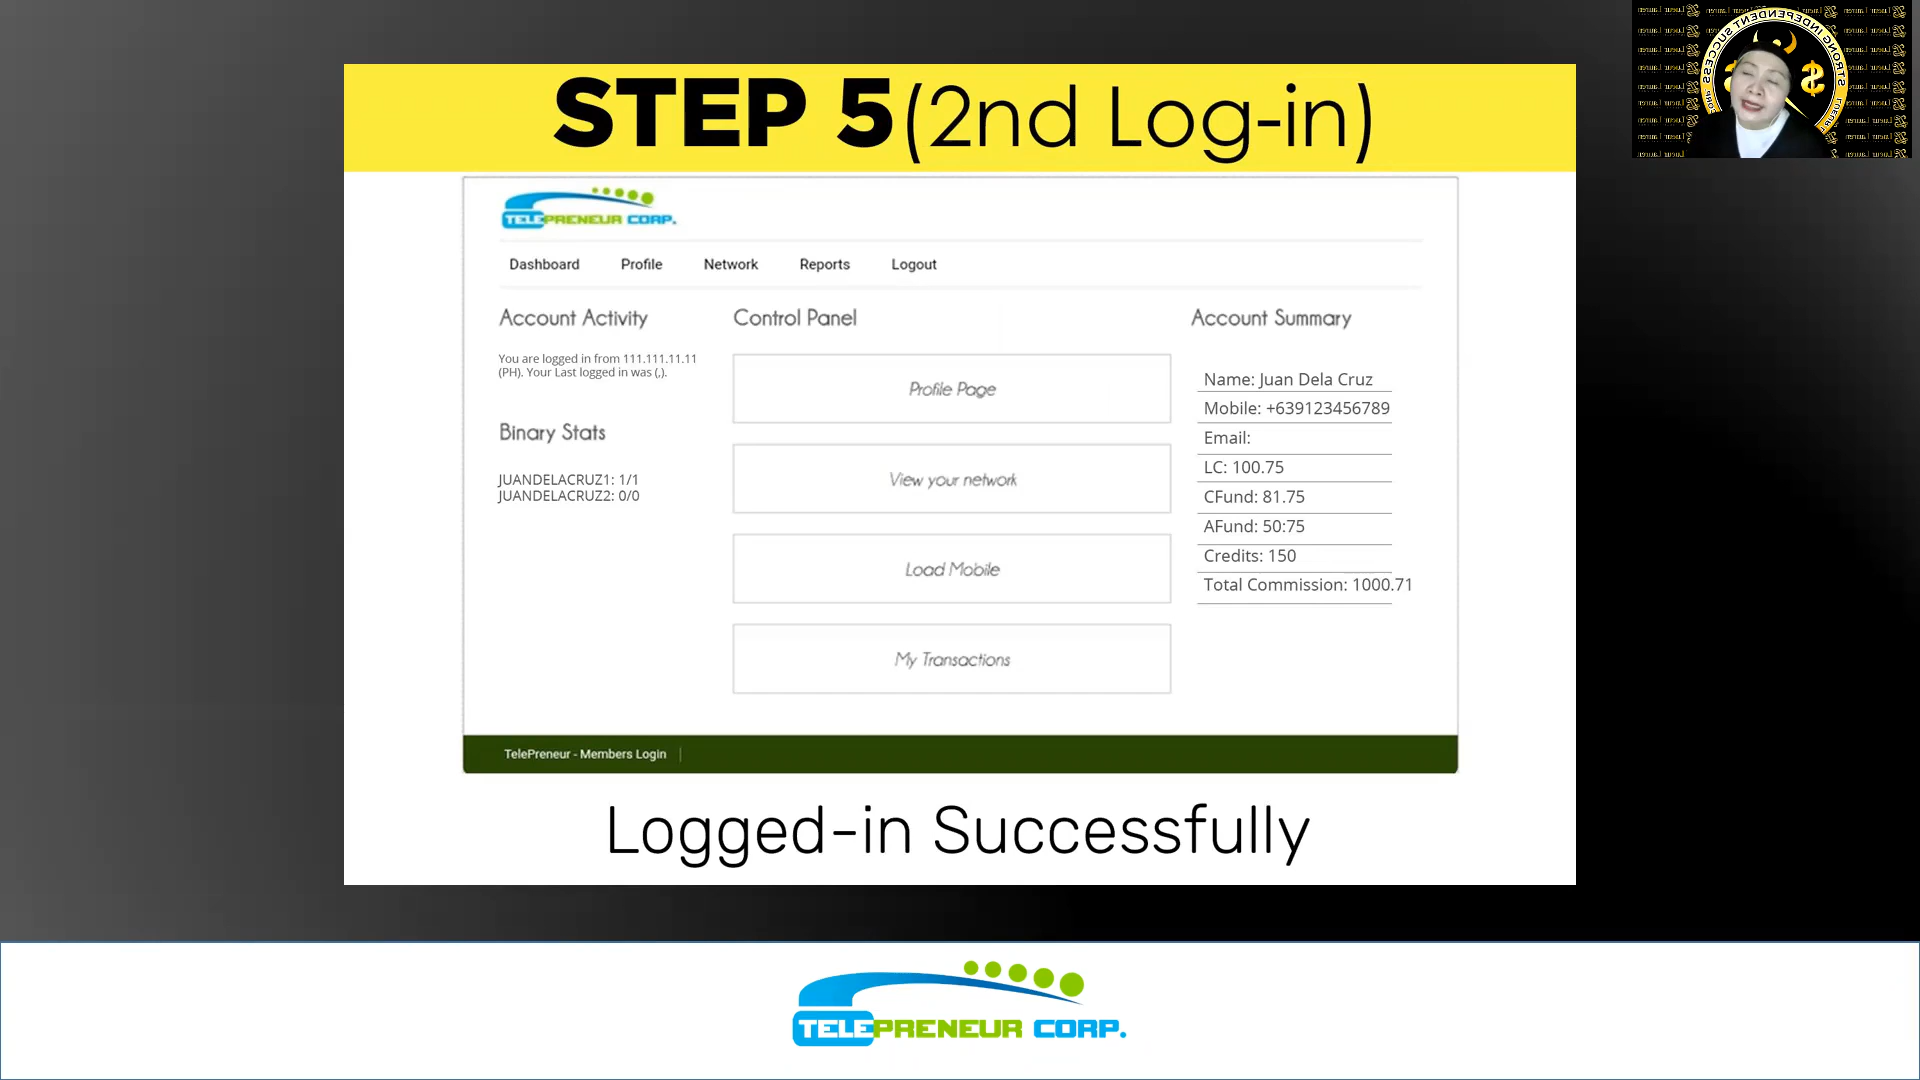 STEP 5 (2nd Log-in)
TELEPRENEUR CORP.
Dashboard Profile Network Reports Logout
Account Activity
You are logged in from 111.111.11.11
(PH). Your Last logged in was (,).
Binary Stats
JUANDELACRUZ1: 1/1
JUANDELACRUZ2: 0/0
Control Panel
Profile Page
View your network
Load Mobile
My Transactions
Account Summary
Name: Juan Dela Cruz
Mobile: +639123456789
Email:
LC: 100.75
CFund: 81.75
AFund: 50:75
Credits: 150
Total Commission: 1000.71
TelePreneur - Members Login
Logged-in Successfully
TELEPRENEUR CORP.
STRONG INDEPENDENT SUCCESS